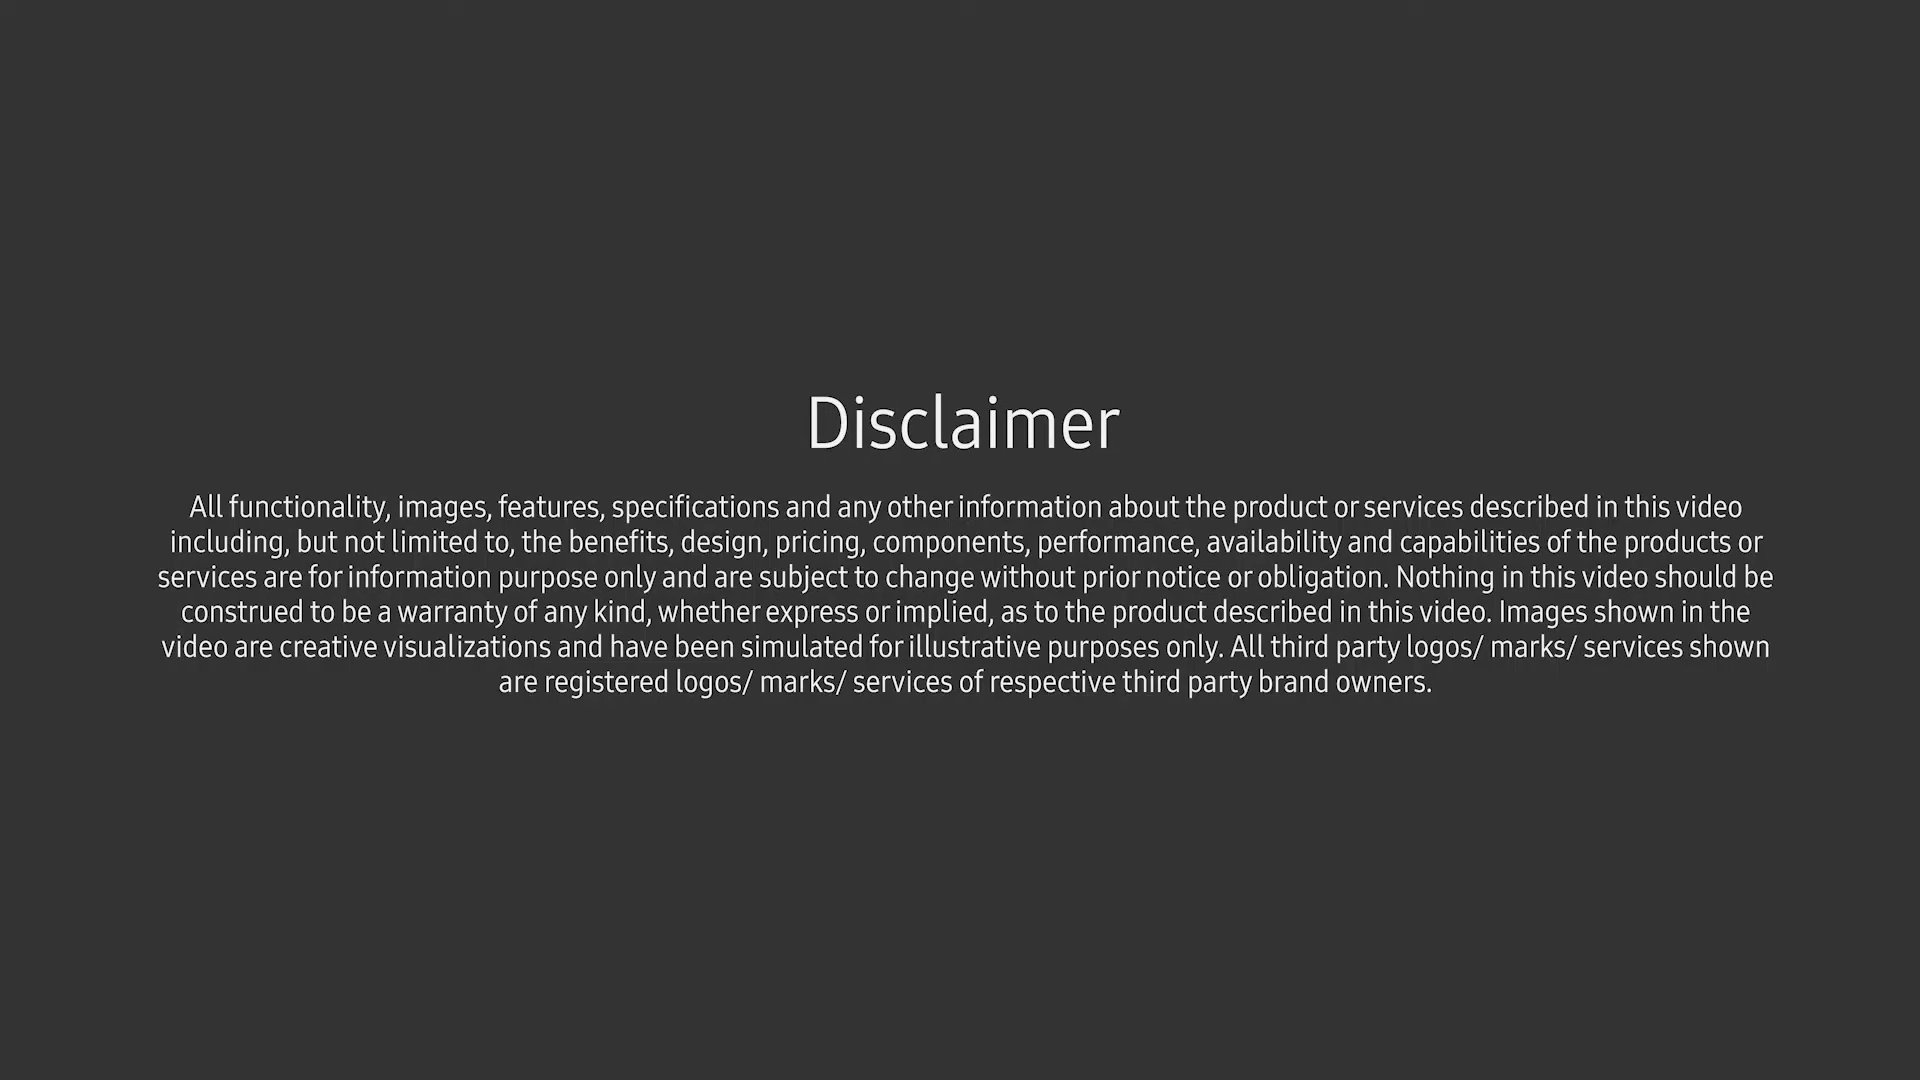 Disclaimer
All functionality, images, features, specifications and any other information about the product or services described in this video
including, but not limited to, the benefits, design, pricing, components, performance, availability and capabilities of the products or
services are for information purpose only and are subject to change without prior notice or obligation. Nothing in this video should be
construed to be a warranty of any kind, whether express or implied, as to the product described in this video. Images shown in the
video are creative visualizations and have been simulated for illustrative purposes only. All third party logos/ marks/ services shown
are registered logos/ marks/ services of respective third party brand owners.